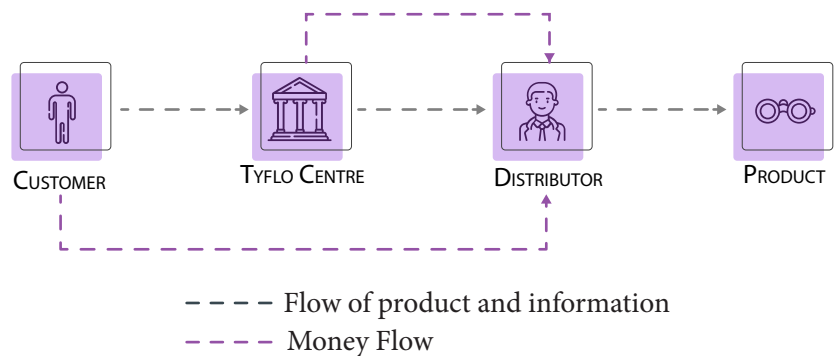 Customer
Tyflo Centre
Distributor
Product
Flow of product and information
Money Flow